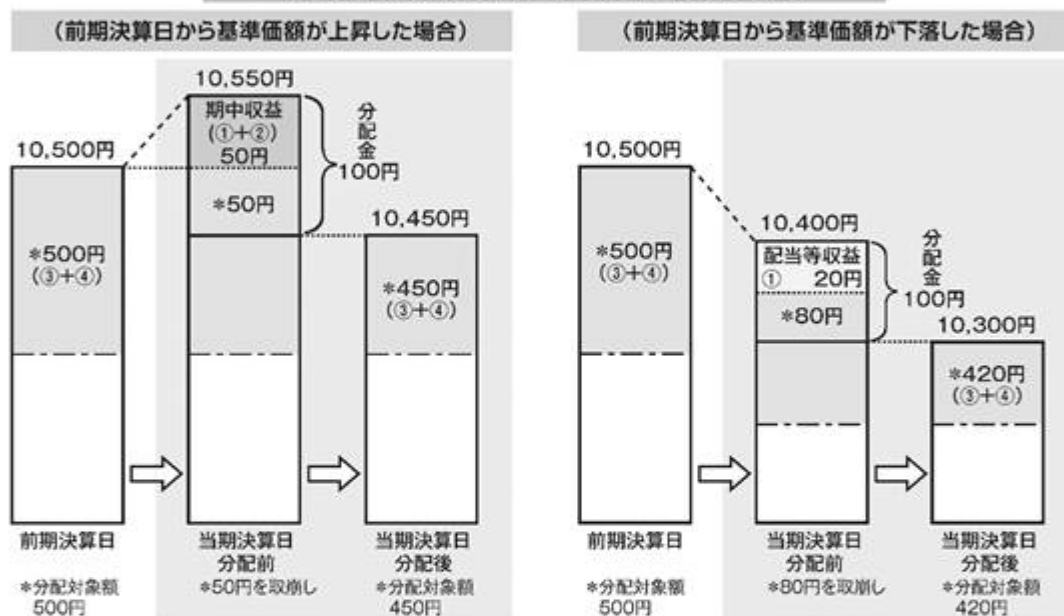 (前期決算日から基準価額が上昇した場合)
10,500円
*500円
(③+④)
10,550円
期中収益
(①+②)
50円
*50円
分配金
100円
10,450円
*450円
(③+④)
前期決算日
*分配対象額
500円
当期決算日
分配前
*50円を取崩し
当期決算日
分配後
*分配対象額
450円
(前期決算日から基準価額が下落した場合)
10,500円
*500円
(③+④)
10,400円
配当等収益
① 20円
*80円
分配金
100円
10,300円
*420円
(③+④)
前期決算日
*分配対象額
500円
当期決算日
分配前
*80円を取崩し
当期決算日
分配後
*分配対象額
420円